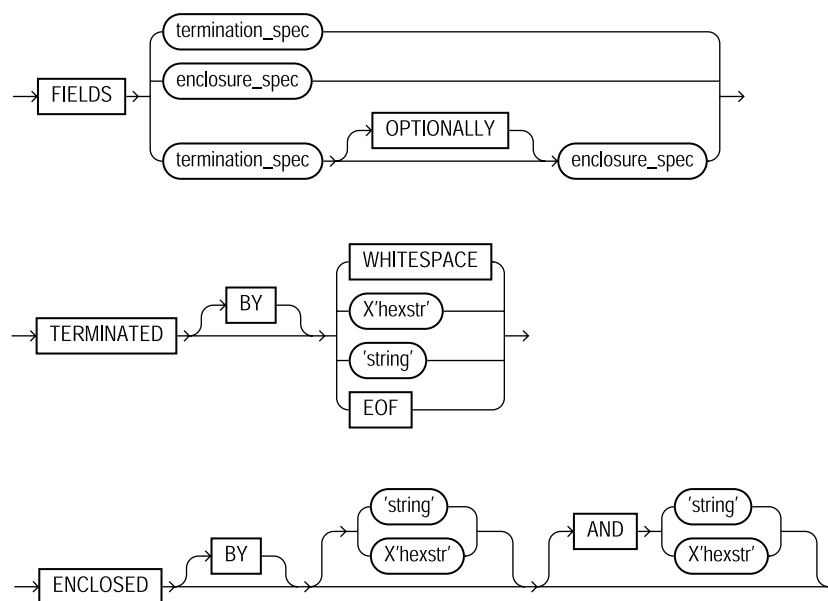 termination_spec
FIELDS
enclosure_spec
OPTIONALLY
termination_spec
enclosure_spec
WHITESPACE
BY
X'hexstr'
TERMINATED
'string'
EOF
'string'
'string'
BY
AND
X'hexstr'
X'hexstr'
ENCLOSED